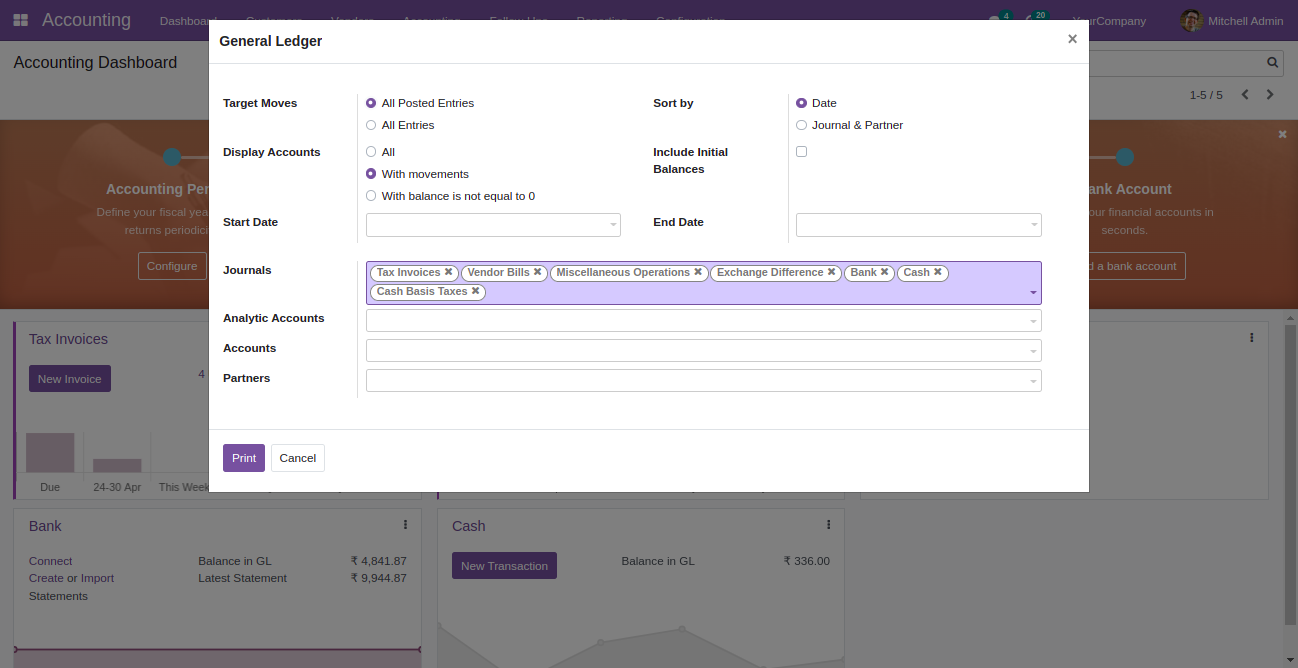 Accounting Dashboard Customers Vendors Accounting Follow-Ups Reporting Configuration 4 20 Mitchell Admin
General Ledger ×
Accounting Dashboard
1-5 / 5
Target Moves All Posted Entries Sort by Date
All Entries Journal & Partner
Display Accounts All Include Initial
Balances
With movements
With balance is not equal to 0
Start Date End Date
Define your fiscal
returns
Configure
Bank Account
our financial accounts in
seconds.
a bank account
Journals Tax Invoices ✖ Vendor Bills ✖ Miscellaneous Operations ✖ Exchange Difference ✖ Bank ✖ Cash ✖
Cash Basis Taxes ✖
Analytic Accounts
Accounts
Partners
Print Cancel
Tax Invoices
New Invoice 4
Due 24-30 Apr This Week
Bank
Connect Balance in GL ₹ 4,841.87
Create or Import Latest Statement ₹ 9,944.87
Statements
Cash
New Transaction Balance in GL ₹ 336.00